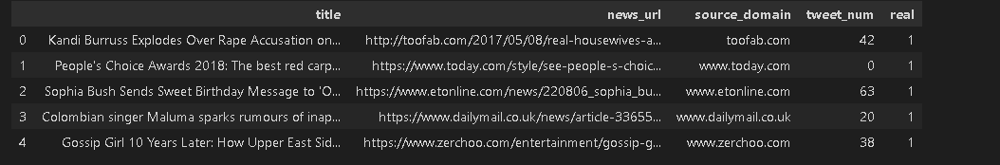 title news_url source_domain tweet_num real
0 Kandi Burruss Explodes Over Rape Accusation on... http://toofab.com/2017/05/08/real-housewives-a... toofab.com 42 1
1 People's Choice Awards 2018: The best red carp... https://www.today.com/style/see-people-s-choic... www.today.com 0 1
2 Sophia Bush Sends Sweet Birthday Message to 'O... https://www.etonline.com/news/220806_sophia_bu... www.etonline.com 63 1
3 Colombian singer Maluma sparks rumours of inap... https://www.dailymail.co.uk/news/article-33655... www.dailymail.co.uk 20 1
4 Gossip Girl 10 Years Later: How Upper East Sid... https://www.zerchoo.com/entertainment/gossip-g... www.zerchoo.com 38 1